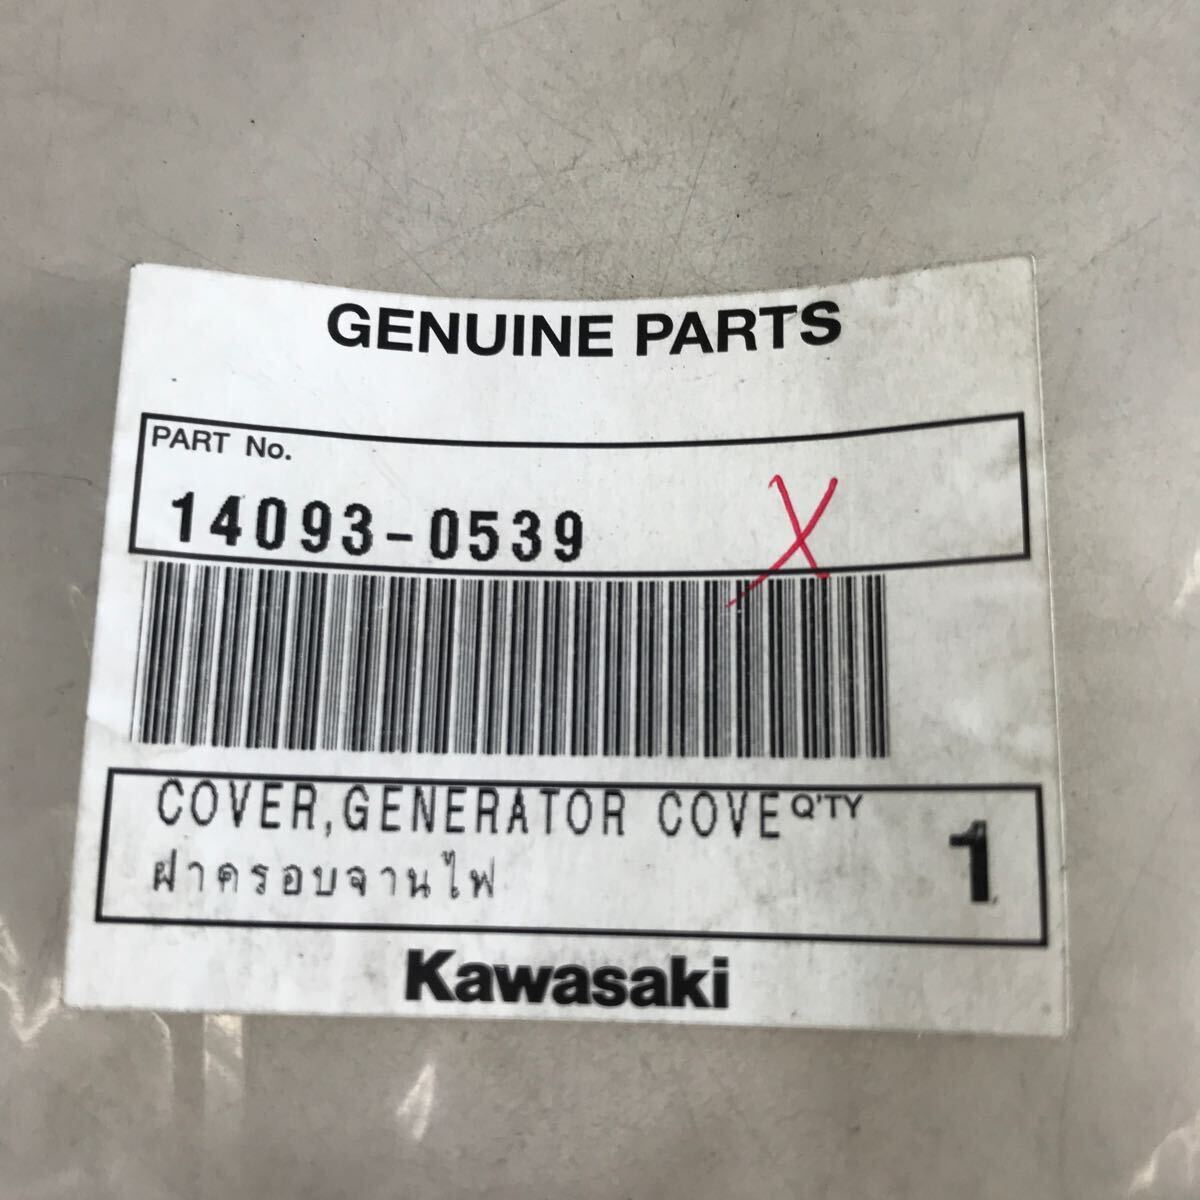 GENUINE PARTS
PART No.
14093-0539
X
COVER,GENERATOR COVE Q'TY
ฝาครอบจานไฟ 1
Kawasaki